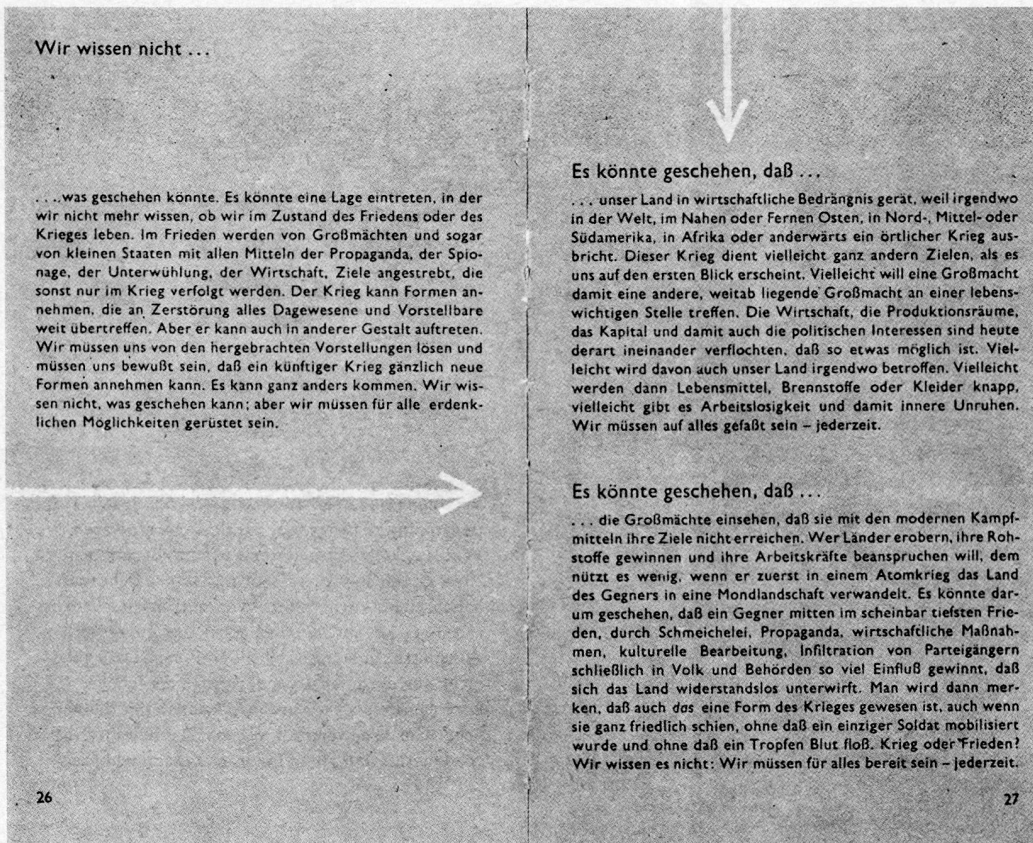 Wir wissen nicht ...
. . . was geschehen könnte. Es könnte eine Lage eintreten, in der
wir nicht mehr wissen, ob wir im Zustand des Friedens oder des
Krieges leben. Im Frieden werden von Großmächten und sogar
von kleinen Staaten mit allen Mitteln der Propaganda, der Spio-
nage, der Unterwühlung, der Wirtschaft, Ziele angestrebt, die
sonst nur im Krieg verfolgt werden. Der Krieg kann Formen an-
nehmen, die an Zerstörung alles Dagewesene und Vorstellbare
weit übertreffen. Aber er kann auch in anderer Gestalt auftreten.
Wir müssen uns von den hergebrachten Vorstellungen lösen und
müssen uns bewußt sein, daß ein künftiger Krieg gänzlich neue
Formen annehmen kann. Es kann ganz anders kommen. Wir wis-
sen nicht, was geschehen kann; aber wir müssen für alle erdenk-
lichen Möglichkeiten gerüstet sein.
26
Es könnte geschehen, daß ...
. . . unser Land in wirtschaftliche Bedrängnis gerät, weil irgendwo
in der Welt, im Nahen oder Fernen Osten, in Nord-, Mittel- oder
Südamerika, in Afrika oder anderwärts ein örtlicher Krieg aus-
bricht. Dieser Krieg dient vielleicht ganz andern Zielen, als es
uns auf den ersten Blick erscheint. Vielleicht will eine Großmacht
damit eine andere, weitab liegende Großmacht an einer lebens-
wichtigen Stelle treffen. Die Wirtschaft, die Produktionsräume,
das Kapital und damit auch die politischen Interessen sind heute
derart ineinander verflochten, daß so etwas möglich ist. Viel-
leicht wird davon auch unser Land irgendwo betroffen. Vielleicht
werden dann Lebensmittel, Brennstoffe oder Kleider knapp,
vielleicht gibt es Arbeitslosigkeit und damit innere Unruhen.
Wir müssen auf alles gefaßt sein – jederzeit.
Es könnte geschehen, daß ...
. . . die Großmächte einsehen, daß sie mit den modernen Kampf-
mitteln ihre Ziele nicht erreichen. Wer Länder erobern, ihre Roh-
stoffe gewinnen und ihre Arbeitskräfte beanspruchen will, dem
nützt es wenig, wenn er zuerst in einem Atomkrieg das Land
des Gegners in eine Mondlandschaft verwandelt. Es könnte dar-
um geschehen, daß ein Gegner mitten im scheinbar tiefsten Frie-
den, durch Schmeichelei, Propaganda, wirtschaftliche Maßnah-
men, kulturelle Bearbeitung, Infiltration von Parteigängern
schließlich in Volk und Behörden so viel Einfluß gewinnt, daß
sich das Land widerstandslos unterwirft. Man wird dann mer-
ken, daß auch das eine Form des Krieges gewesen ist, auch wenn
sie ganz friedlich schien, ohne daß ein einziger Soldat mobilisiert
wurde und ohne daß ein Tropfen Blut floß. Krieg oder Frieden?
Wir wissen es nicht: Wir müssen für alles bereit sein – jederzeit.
27